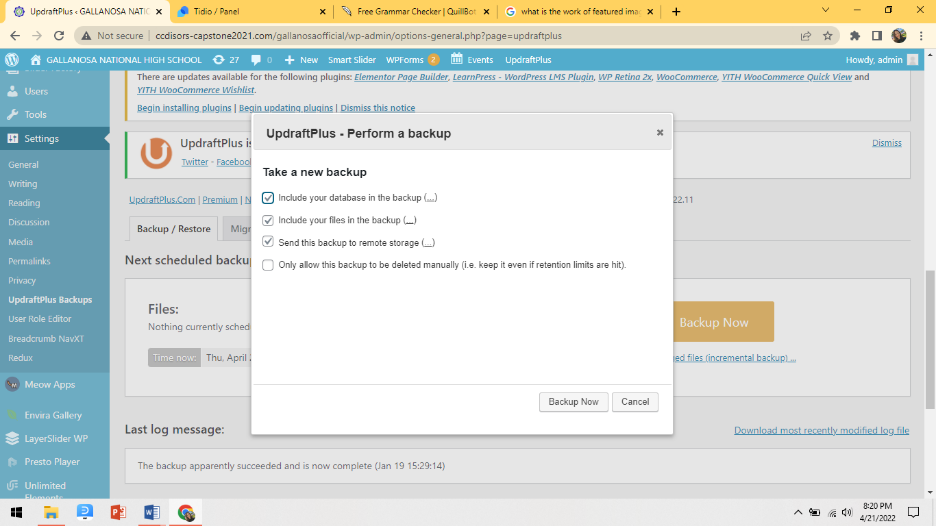 UpdraftPlus - GALLANOSA NATIO
Tidio / Panel
Free Grammar Checker | QuillBot
what is the work of featured imag
Not secure | ccdisors-capstone2021.com/gallanosaofficial/wp-admin/options-general.php?page=updraftplus
GALLANOSA NATIONAL HIGH SCHOOL 27 0 + New Smart Slider WPForms 2 Events UpdraftPlus Howdy, admin
There are updates available for the following plugins: Elementor Page Builder, LearnPress - WordPress LMS Plugin, WP Retina 2x, WooCommerce, YITH WooCommerce Quick View and
YITH WooCommerce Wishlist.
Begin installing plugins | Begin updating plugins | Dismiss this notice
Users
Tools
Settings
General
Writing
Reading
Discussion
Media
Permalinks
Privacy
UpdraftPlus Backups
User Role Editor
Breadcrumb NavXT
Redux
Meow Apps
Envira Gallery
LayerSlider WP
Presto Player
Unlimited
Elements
UpdraftPlus is
Dismiss
Twitter - Facebool
UpdraftPlus.Com | Premium | N
22.11
Backup / Restore
Migr
Next scheduled backu
Files:
Nothing currently sched
Time now: Thu, April 2
Backup Now
ed files (incremental backup) ...
UpdraftPlus - Perform a backup
Take a new backup
Include your database in the backup (...)
Include your files in the backup (...)
Send this backup to remote storage (...)
Only allow this backup to be deleted manually (i.e. keep it even if retention limits are hit).
Backup Now
Cancel
Last log message:
Download most recently modified log file
The backup apparently succeeded and is now complete (Jan 19 15:29:14)
8:20 PM
4/21/2022